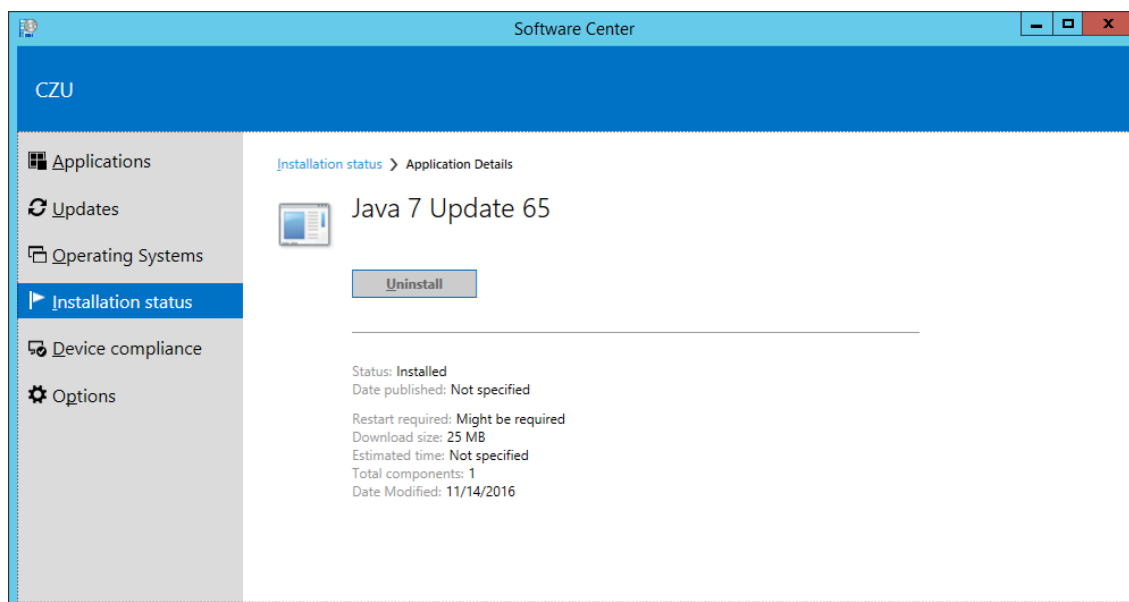 Software Center
CZU
Applications
Updates
Operating Systems
Installation status
Device compliance
Options
Installation status ❯ Application Details
Java 7 Update 65
Uninstall
Status: Installed
Date published: Not specified
Restart required: Might be required
Download size: 25 MB
Estimated time: Not specified
Total components: 1
Date Modified: 11/14/2016